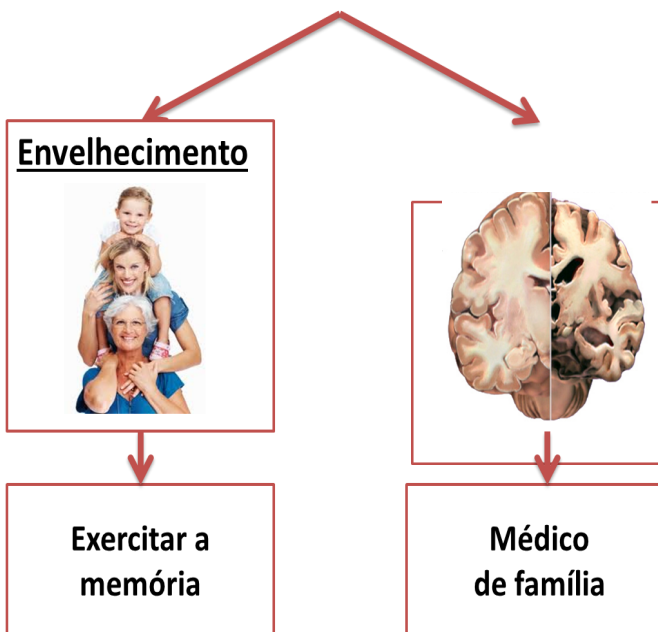 Envelhecimento
Exercitar a
memória
Médico
de família